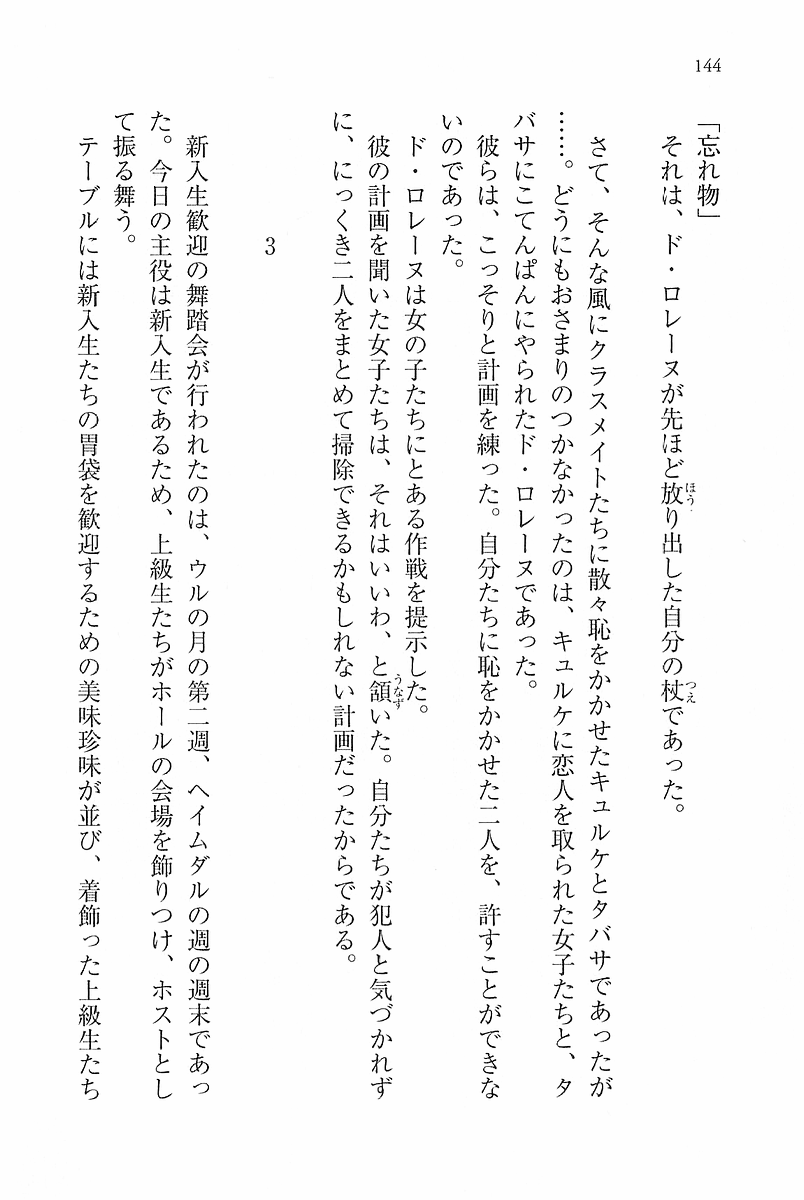 144
「忘れ物」
それは、ド・ロレーヌが先ほど放り出した自分の杖であった。
さて、そんな風にクラスメイトたちに散々恥をかかせたキュルケとタバサであったが
……。どうにもおさまりのつかなかったのは、キュルケに恋人を取られた女子たちと、タ
バサにこてんぱんにやられたド・ロレーヌであった。
彼らは、こっそりと計画を練った。自分たちに恥をかかせた二人を、許すことができな
いのであった。
ド・ロレーヌは女の子たちにとある作戦を提示した。
彼の計画を聞いた女子たちは、それはいいわ、と頷いた。自分たちが犯人と気づかれず
に、にっくき二人をまとめて掃除できるかもしれない計画だったからである。
3
新入生歓迎の舞踏会が行われたのは、ウルの月の第二週、ヘイムダルの週の週末であっ
た。今日の主役は新入生であるため、上級生たちがホールの会場を飾りつけ、ホストとし
て振る舞う。
テーブルには新入生たちの胃袋を歓迎するための美味珍味が並び、着飾った上級生たち